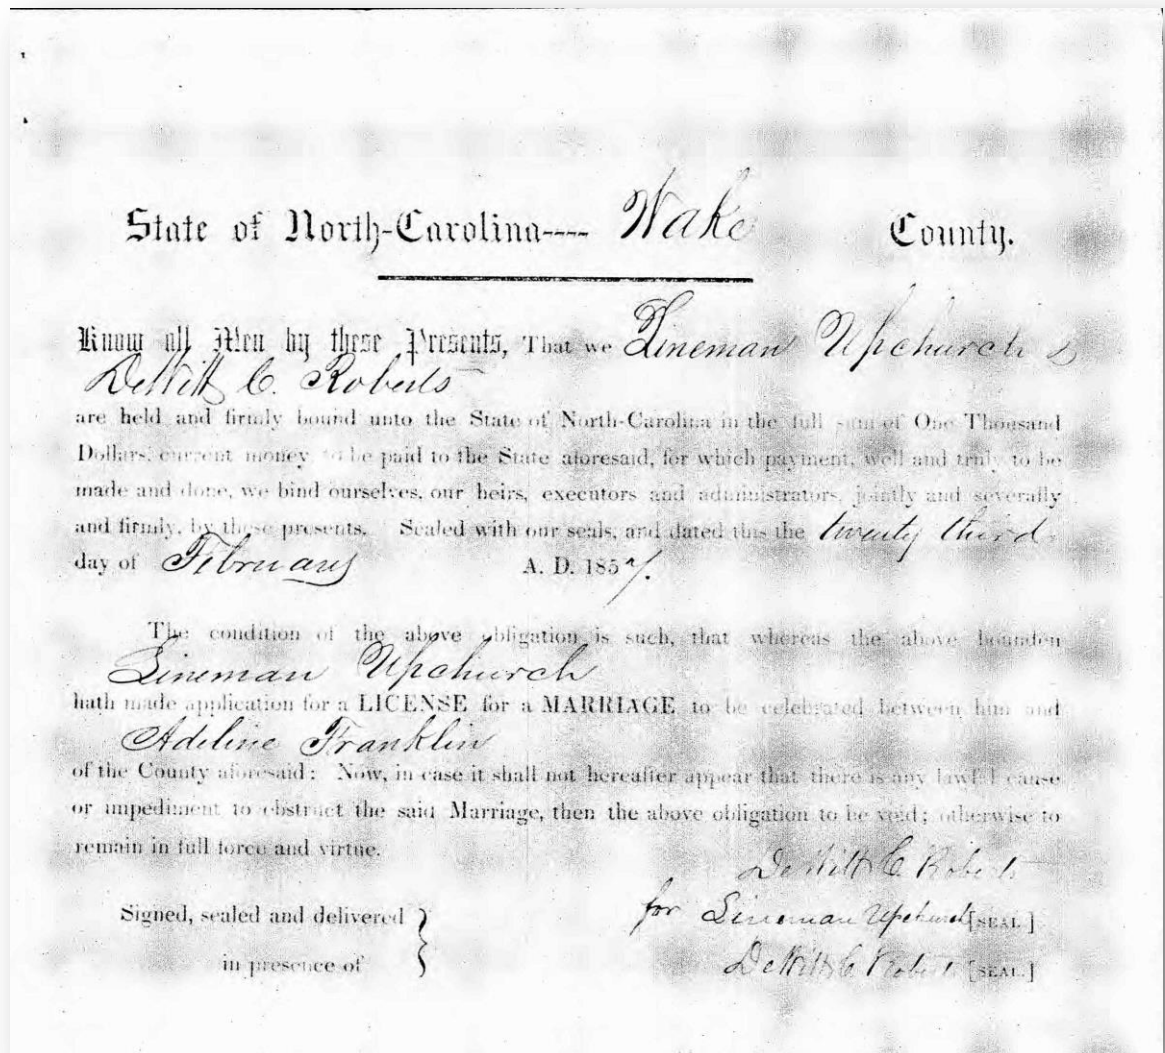 State of North-Carolina---- Wake County.
Know all Men by these Presents, That we Lineman Upchurch &
DeWitt C. Roberts
are held and firmly bound unto the State of North-Carolina in the full sum of One Thousand
Dollars, current money, to be paid to the State aforesaid, for which payment, well and truly to be
made and done, we bind ourselves, our heirs, executors and administrators, jointly and severally
and firmly, by these presents. Sealed with our seals, and dated this the twenty third
day of February A. D. 1857.
The condition of the above obligation is such, that whereas the above bounden
Lineman Upchurch
hath made application for a LICENSE for a MARRIAGE to be celebrated between him and
Adeline Franklin
of the County aforesaid: Now, in case it shall not hereafter appear that there is any lawful cause
or impediment to obstruct the said Marriage, then the above obligation to be void; otherwise to
remain in full force and virtue.
DeWitt C Roberts
Signed, sealed and delivered for Lineman Upchurch [SEAL]
in presence of DeWitt C Roberts [SEAL]